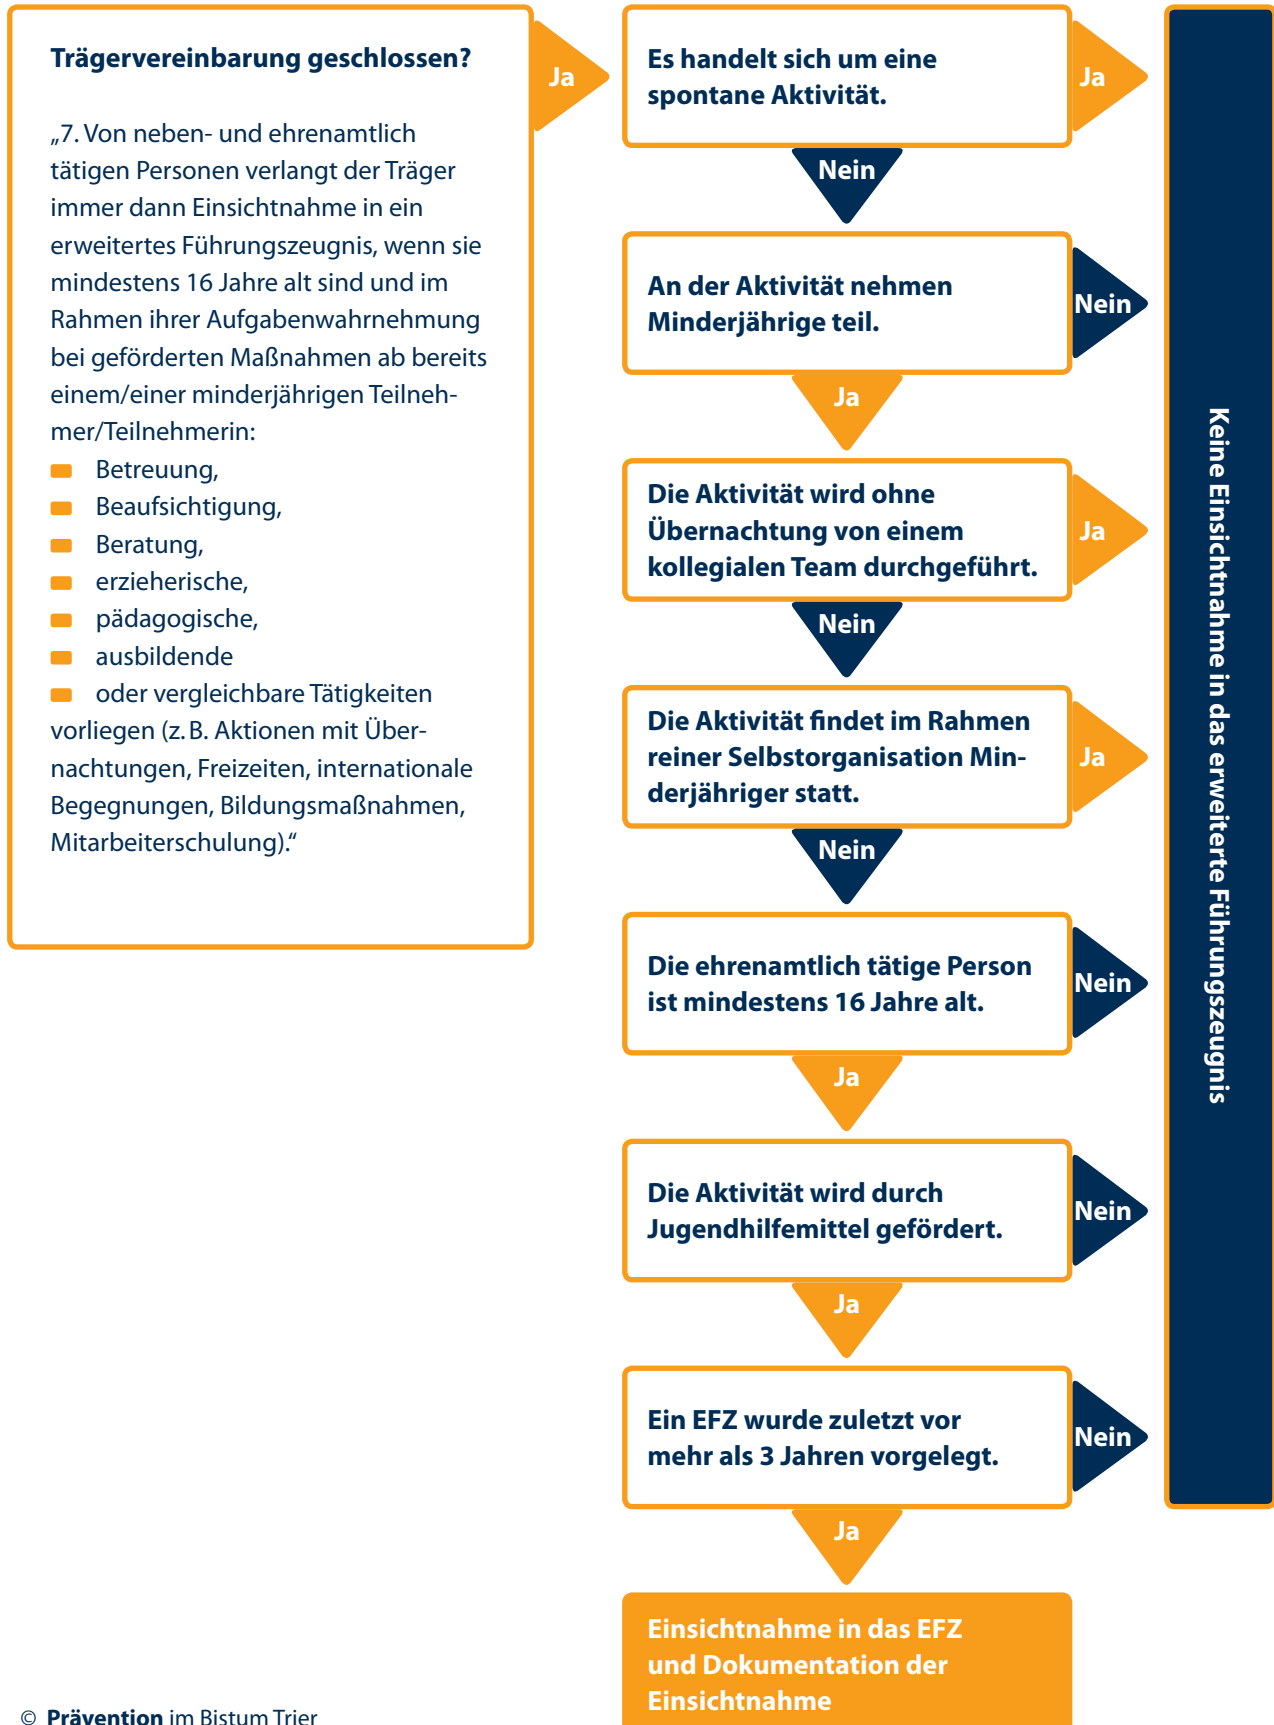 Trägervereinbarung geschlossen?
„7. Von neben- und ehrenamtlich
tätigen Personen verlangt der Träger
immer dann Einsichtnahme in ein
erweitertes Führungszeugnis, wenn sie
mindestens 16 Jahre alt sind und im
Rahmen ihrer Aufgabenwahrnehmung
bei geförderten Maßnahmen ab bereits
einem/einer minderjährigen Teilneh-
mer/Teilnehmerin:
Betreuung,
Beaufsichtigung,
Beratung,
erzieherische,
pädagogische,
ausbildende
oder vergleichbare Tätigkeiten
vorliegen (z. B. Aktionen mit Über-
nachtungen, Freizeiten, internationale
Begegnungen, Bildungsmaßnahmen,
Mitarbeiterschulung).“
Ja
Es handelt sich um eine
spontane Aktivität.
Ja
Nein
An der Aktivität nehmen
Minderjährige teil.
Nein
Ja
Die Aktivität wird ohne
Übernachtung von einem
kollegialen Team durchgeführt.
Ja
Nein
Die Aktivität findet im Rahmen
reiner Selbstorganisation Min-
derjähriger statt.
Ja
Nein
Die ehrenamtlich tätige Person
ist mindestens 16 Jahre alt.
Nein
Ja
Die Aktivität wird durch
Jugendhilfemittel gefördert.
Nein
Ja
Ein EFZ wurde zuletzt vor
mehr als 3 Jahren vorgelegt.
Nein
Ja
Einsichtnahme in das EFZ
und Dokumentation der
Einsichtnahme
Keine Einsichtnahme in das erweiterte Führungszeugnis
© Prävention im Bistum Trier